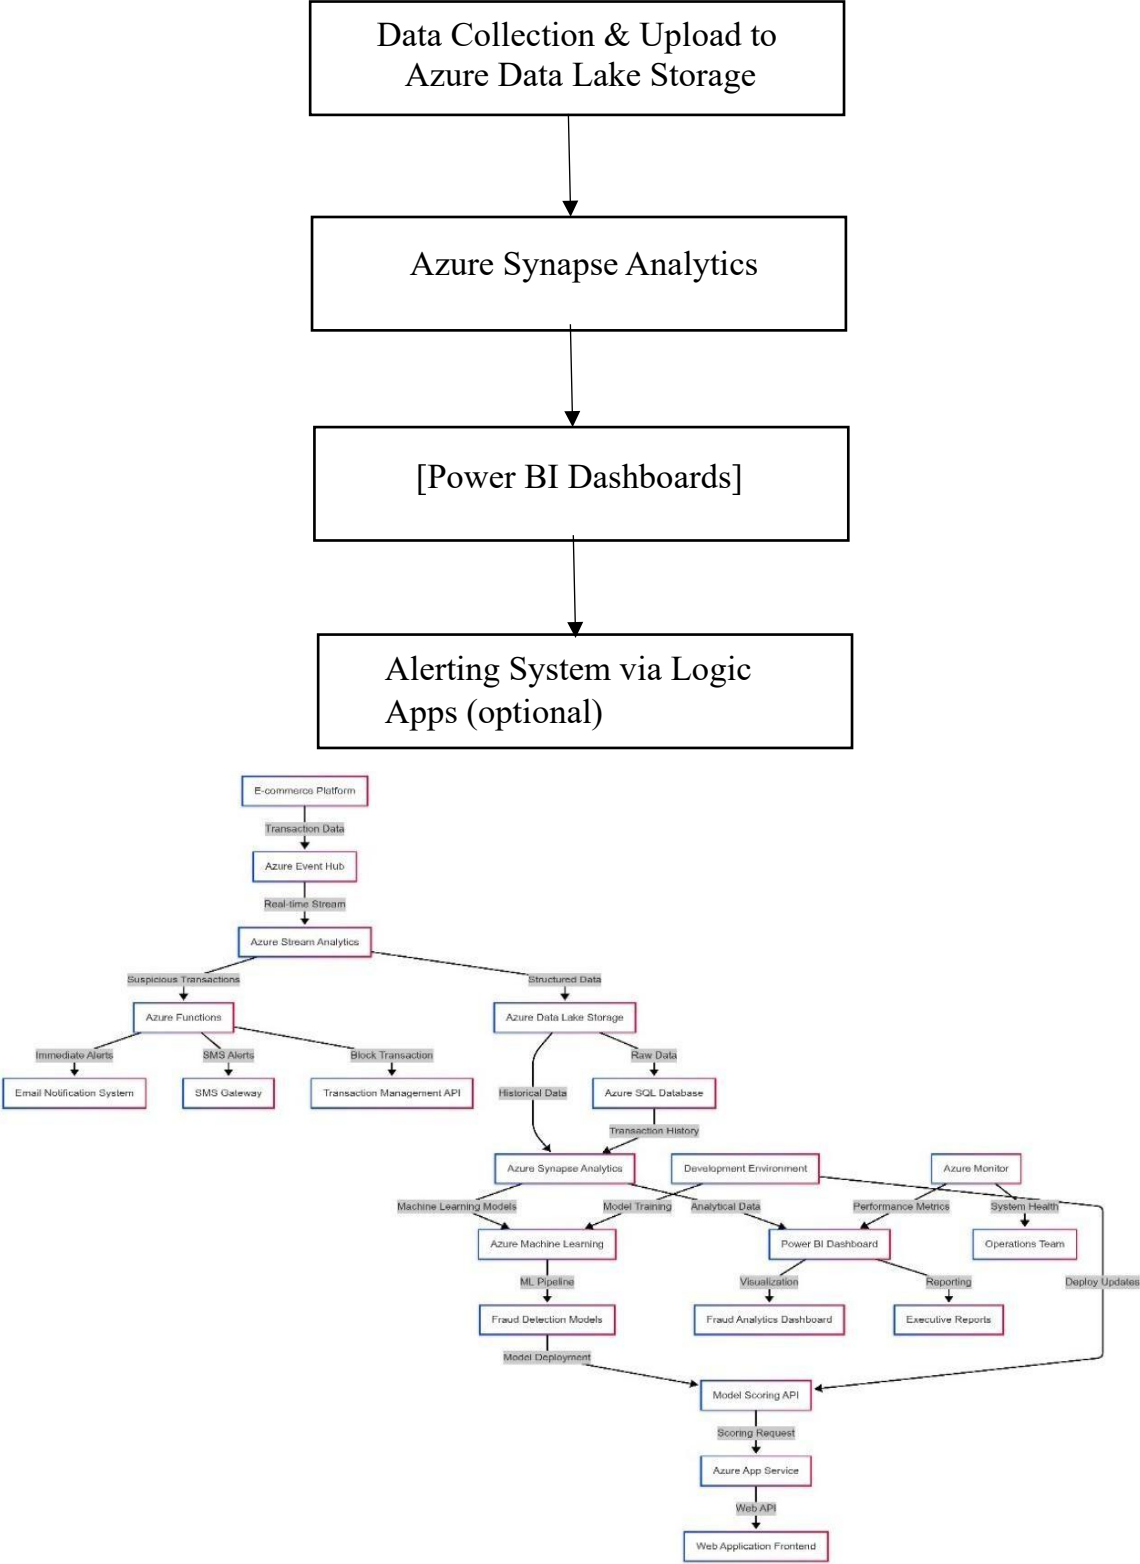 Data Collection & Upload to
Azure Data Lake Storage
Azure Synapse Analytics
[Power BI Dashboards]
Alerting System via Logic
Apps (optional)
E-commerce Platform
Transaction Data
Azure Event Hub
Real-time Stream
Azure Stream Analytics
Suspicious Transactions
Structured Data
Azure Functions
Azure Data Lake Storage
Immediate Alerts
SMS Alerts
Block Transaction
Raw Data
Email Notification System
SMS Gateway
Transaction Management API
Historical Data
Azure SQL Database
Transaction History
Azure Synapse Analytics
Development Environment
Azure Monitor
Machine Learning Models
Model Training
Analytical Data
Performance Metrics
System Health
Azure Machine Learning
Power BI Dashboard
Operations Team
ML Pipeline
Visualization
Reporting
Deploy Updates
Fraud Detection Models
Fraud Analytics Dashboard
Executive Reports
Model Deployment
Model Scoring API
Scoring Request
Azure App Service
Web API
Web Application Frontend